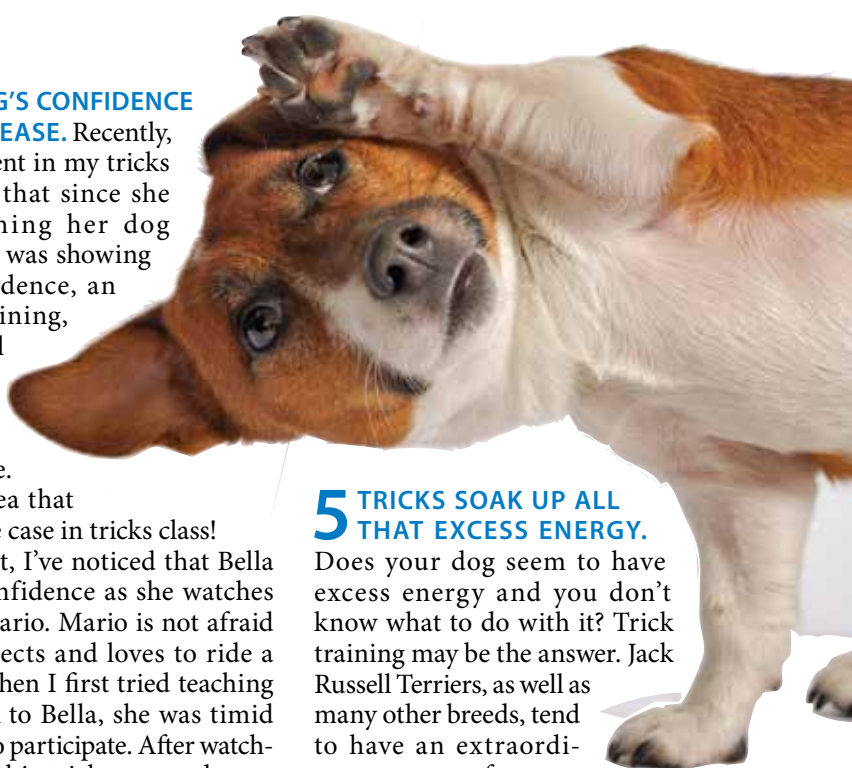 G'S CONFIDENCE
EASE. Recently,
ent in my tricks
that since she
ning her dog
was showing
dence, an
ining,
l
e.
ea that
e case in tricks class!
t, I've noticed that Bella
nfidence as she watches
ario. Mario is not afraid
ects and loves to ride a
hen I first tried teaching
to Bella, she was timid
o participate. After watch-
5 TRICKS SOAK UP ALL
THAT EXCESS ENERGY.
Does your dog seem to have
excess energy and you don't
know what to do with it? Trick
training may be the answer. Jack
Russell Terriers, as well as
many other breeds, tend
to have an extraordi-